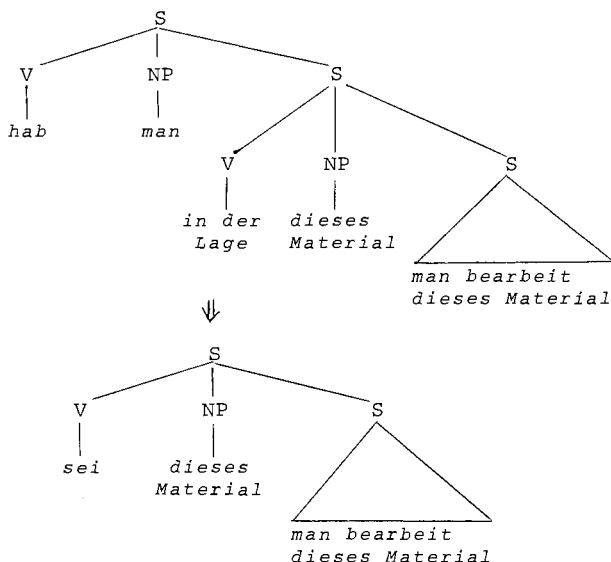 S
V NP S
hab man
V NP S
in der dieses
Lage Material
man bearbeit
dieses Material
⇓
S
V NP S
sei dieses
Material
man bearbeit
dieses Material